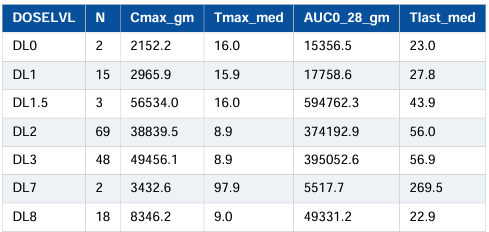 DOSELVL N Cmax_gm Tmax_med AUC0_28_gm Tlast_med
DL0 2 2152.2 16.0 15356.5 23.0
DL1 15 2965.9 15.9 17758.6 27.8
DL1.5 3 56534.0 16.0 594762.3 43.9
DL2 69 38839.5 8.9 374192.9 56.0
DL3 48 49456.1 8.9 395052.6 56.9
DL7 2 3432.6 97.9 5517.7 269.5
DL8 18 8346.2 9.0 49331.2 22.9